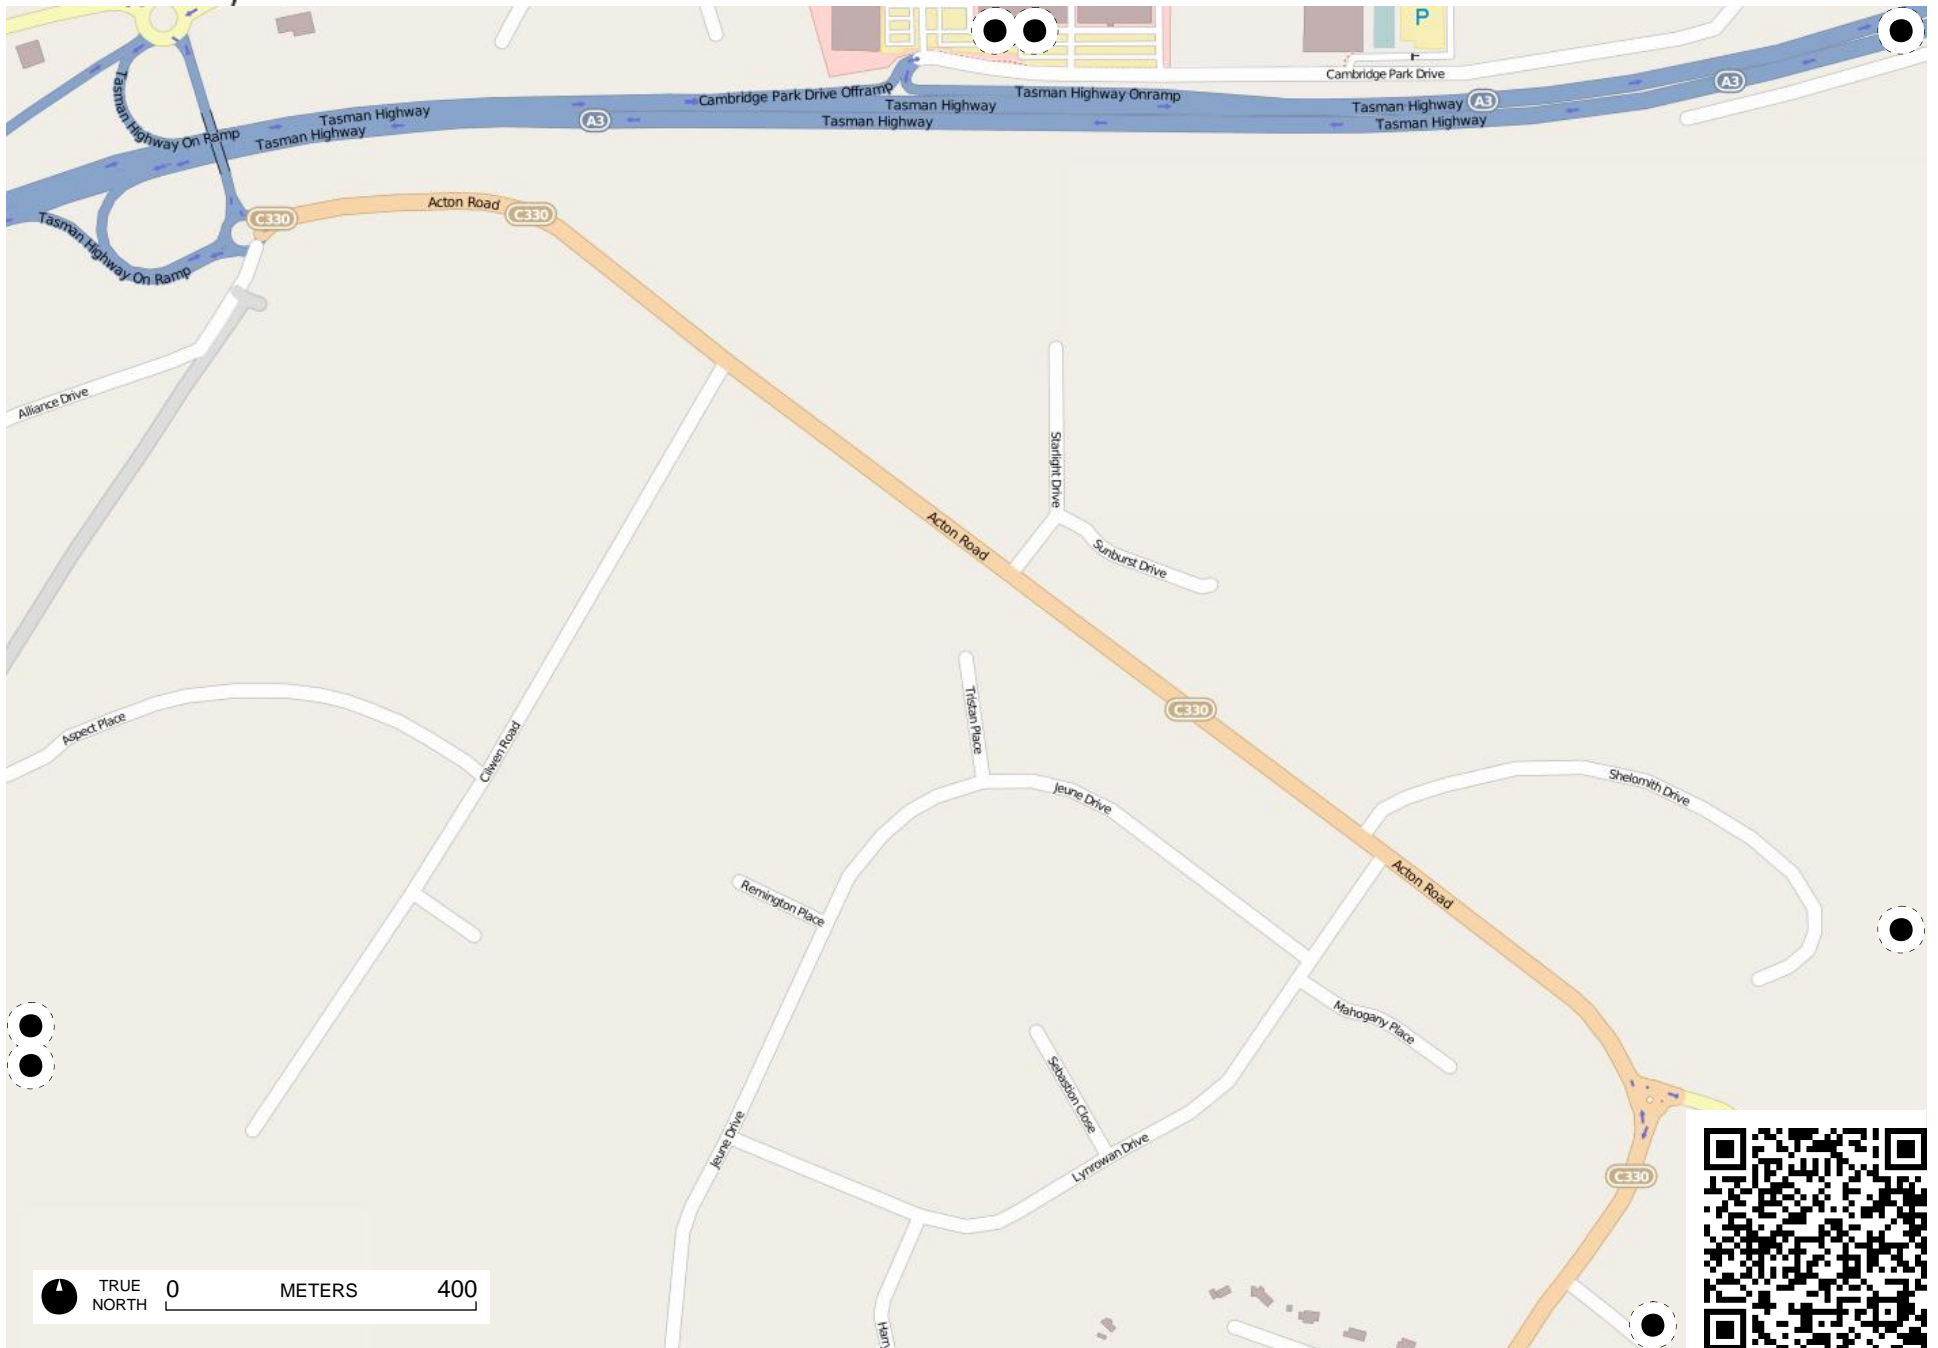 P
Cambridge Park Drive
A3
Tasman Highway On Ramp
Tasman Highway
Tasman Highway
A3
Cambridge Park Drive Offramp
Tasman Highway
Tasman Highway
Tasman Highway Onramp
Tasman Highway
A3
Tasman Highway
Tasman Highway On Ramp
C330
Acton Road
C330
Alliance Drive
Starlight Drive
Acton Road
Sunburst Drive
Tristan Place
C330
Aspect Place
Cilwen Road
Jeune Drive
Shelomith Drive
Remington Place
Acton Road
Mahogany Place
Sebastion Close
Jeune Drive
Lynrowan Drive
C330
TRUE
NORTH
0 METERS 400